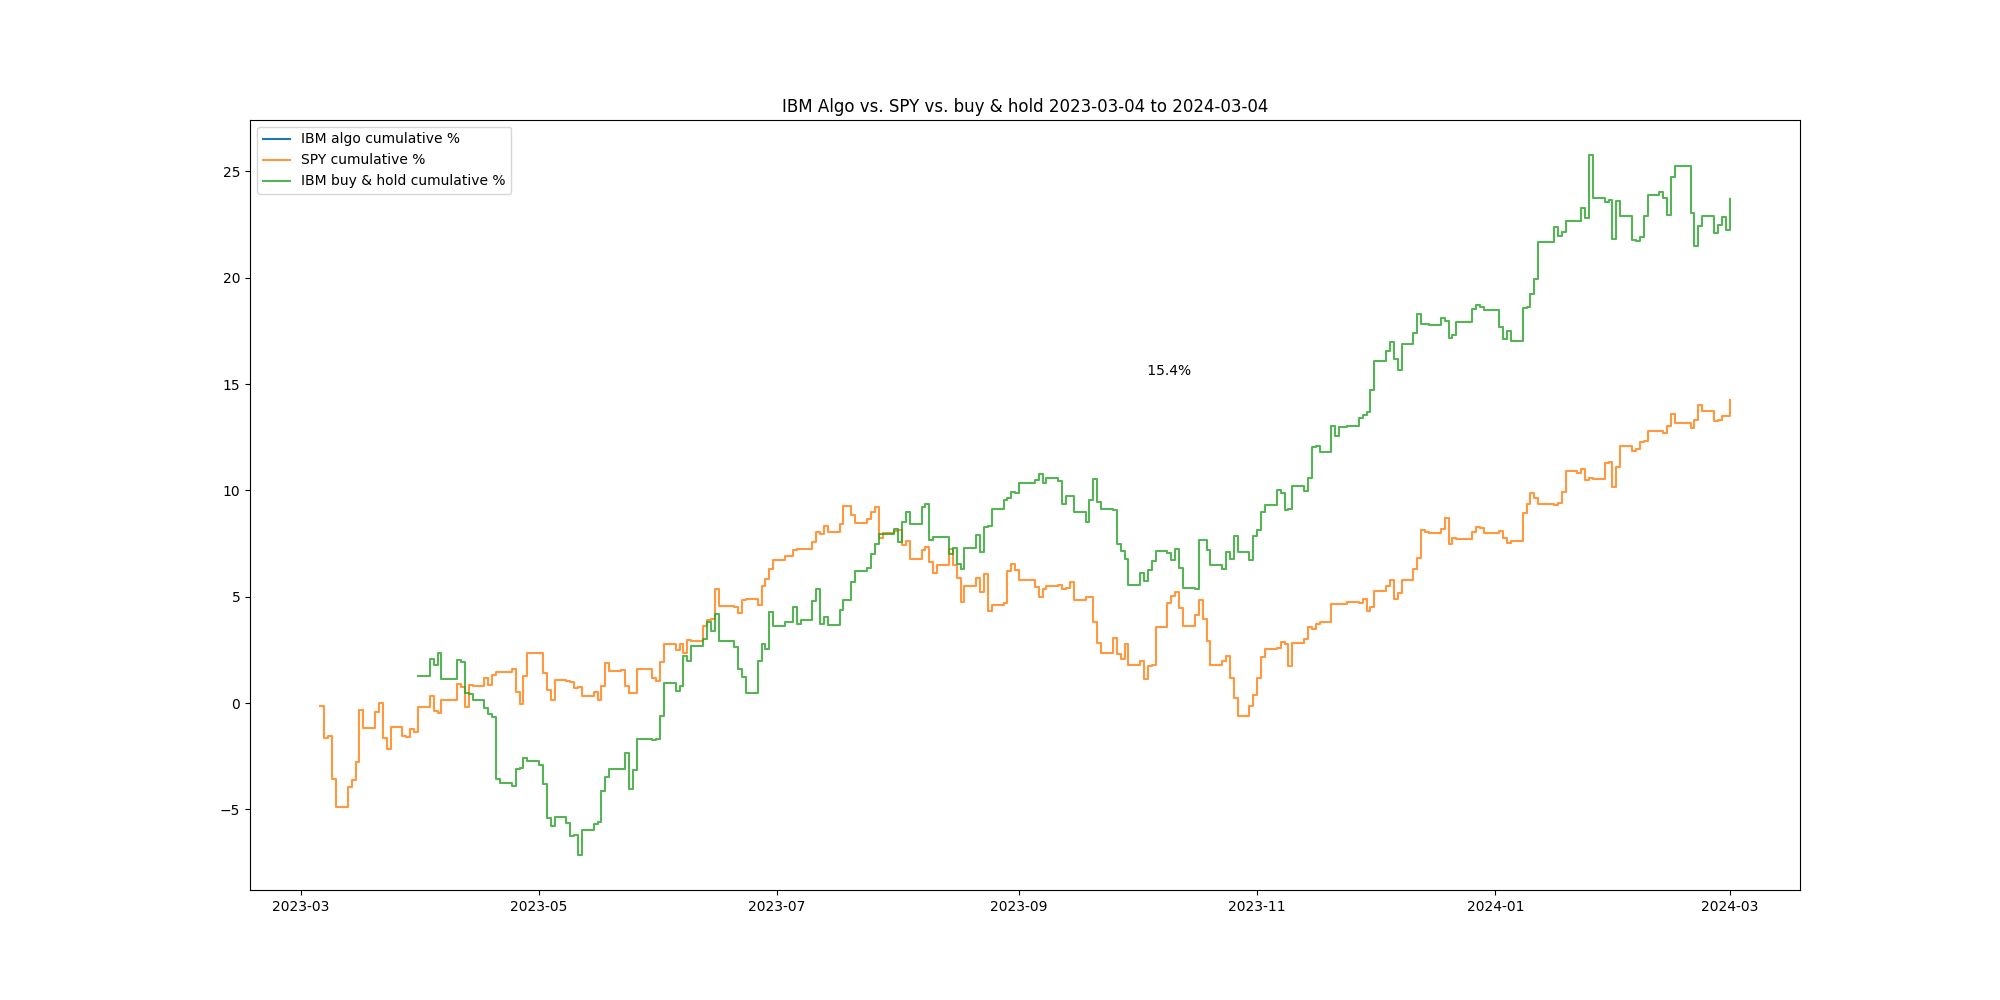 IBM Algo vs. SPY vs. buy & hold 2023-03-04 to 2024-03-04
IBM algo cumulative %
SPY cumulative %
IBM buy & hold cumulative %
25
20
15
10
5
0
−5
15.4%
2023-03 2023-05 2023-07 2023-09 2023-11 2024-01 2024-03